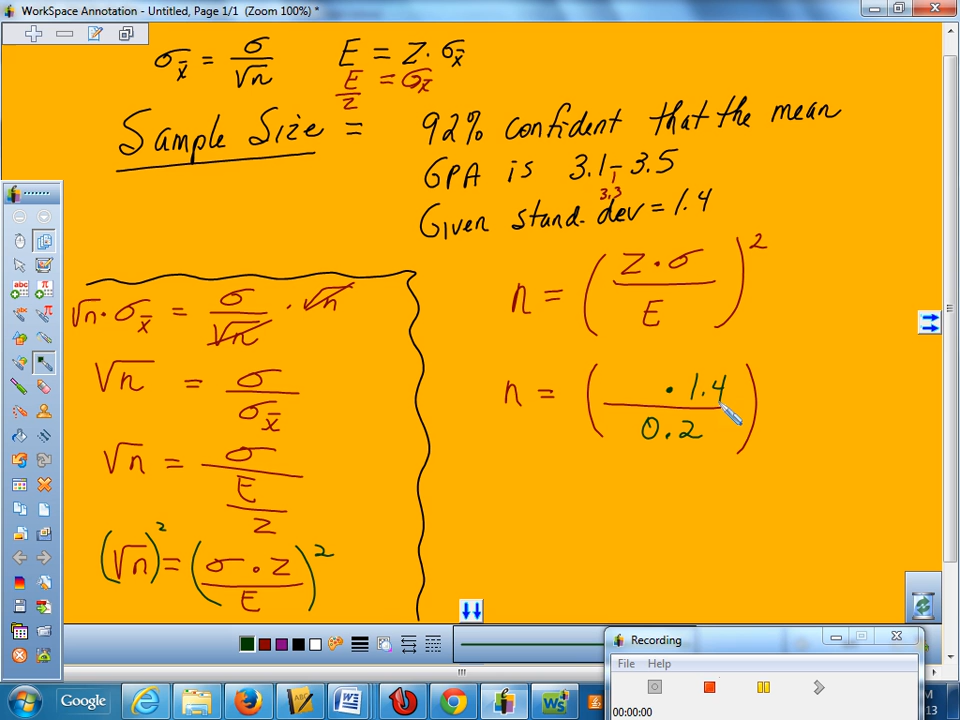 WorkSpace Annotation - Untitled, Page 1/1 (Zoom 100%) *
σx̄ = σ/√n E = Z·σx̄
E/Z = σx̄
Sample Size = 92% confident that the mean
GPA is 3.1 - 3.5
3.3
Given stand. dev = 1.4
n = (Z·σ/E)²
√n · σx̄ = σ/√n · √n
n = ( · 1.4/0.2)
√n = σ/σx̄
√n = σ/(E/Z)
(√n)² = (σ·Z/E)²
Recording
File Help
00:00:00
Google